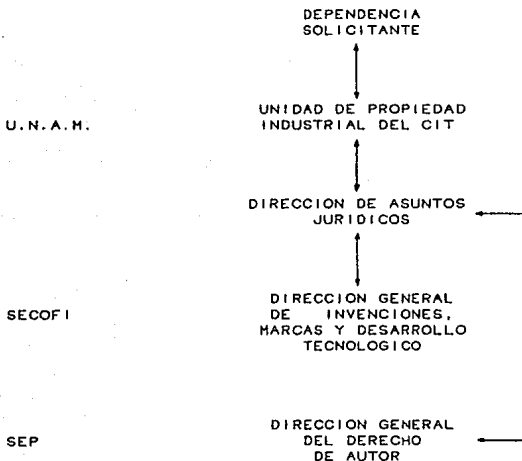 DEPENDENCIA
SOLICITANTE
U.N.A.M.
UNIDAD DE PROPIEDAD
INDUSTRIAL DEL CIT
DIRECCION DE ASUNTOS
JURIDICOS
SECOFI
DIRECCION GENERAL
DE INVENCIONES,
MARCAS Y DESARROLLO
TECNOLOGICO
SEP
DIRECCION GENERAL
DEL DERECHO
DE AUTOR